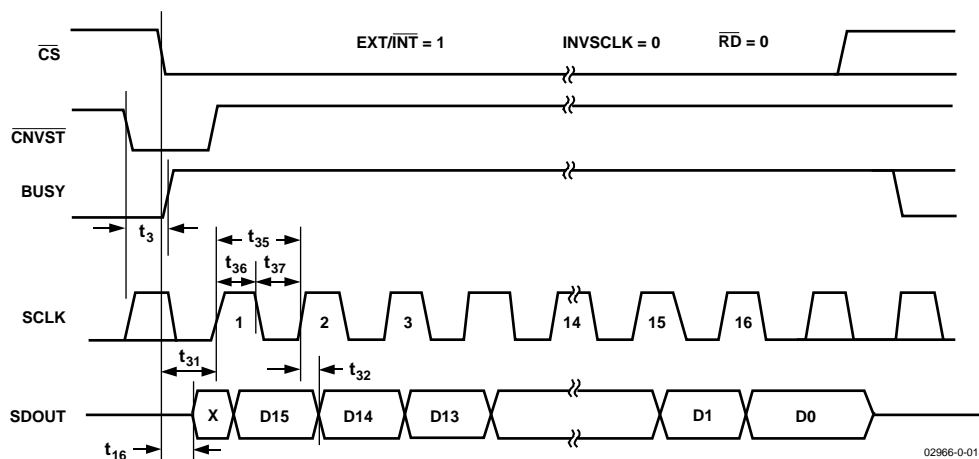 EXT/INT = 1 INVSCLK = 0 RD = 0
CS
CNVST
BUSY
t3
t35
t36 t37
SCLK
1 2 3 14 15 16
t31
t32
SDOUT
X D15 D14 D13 D1 D0
t16
02966-0-01